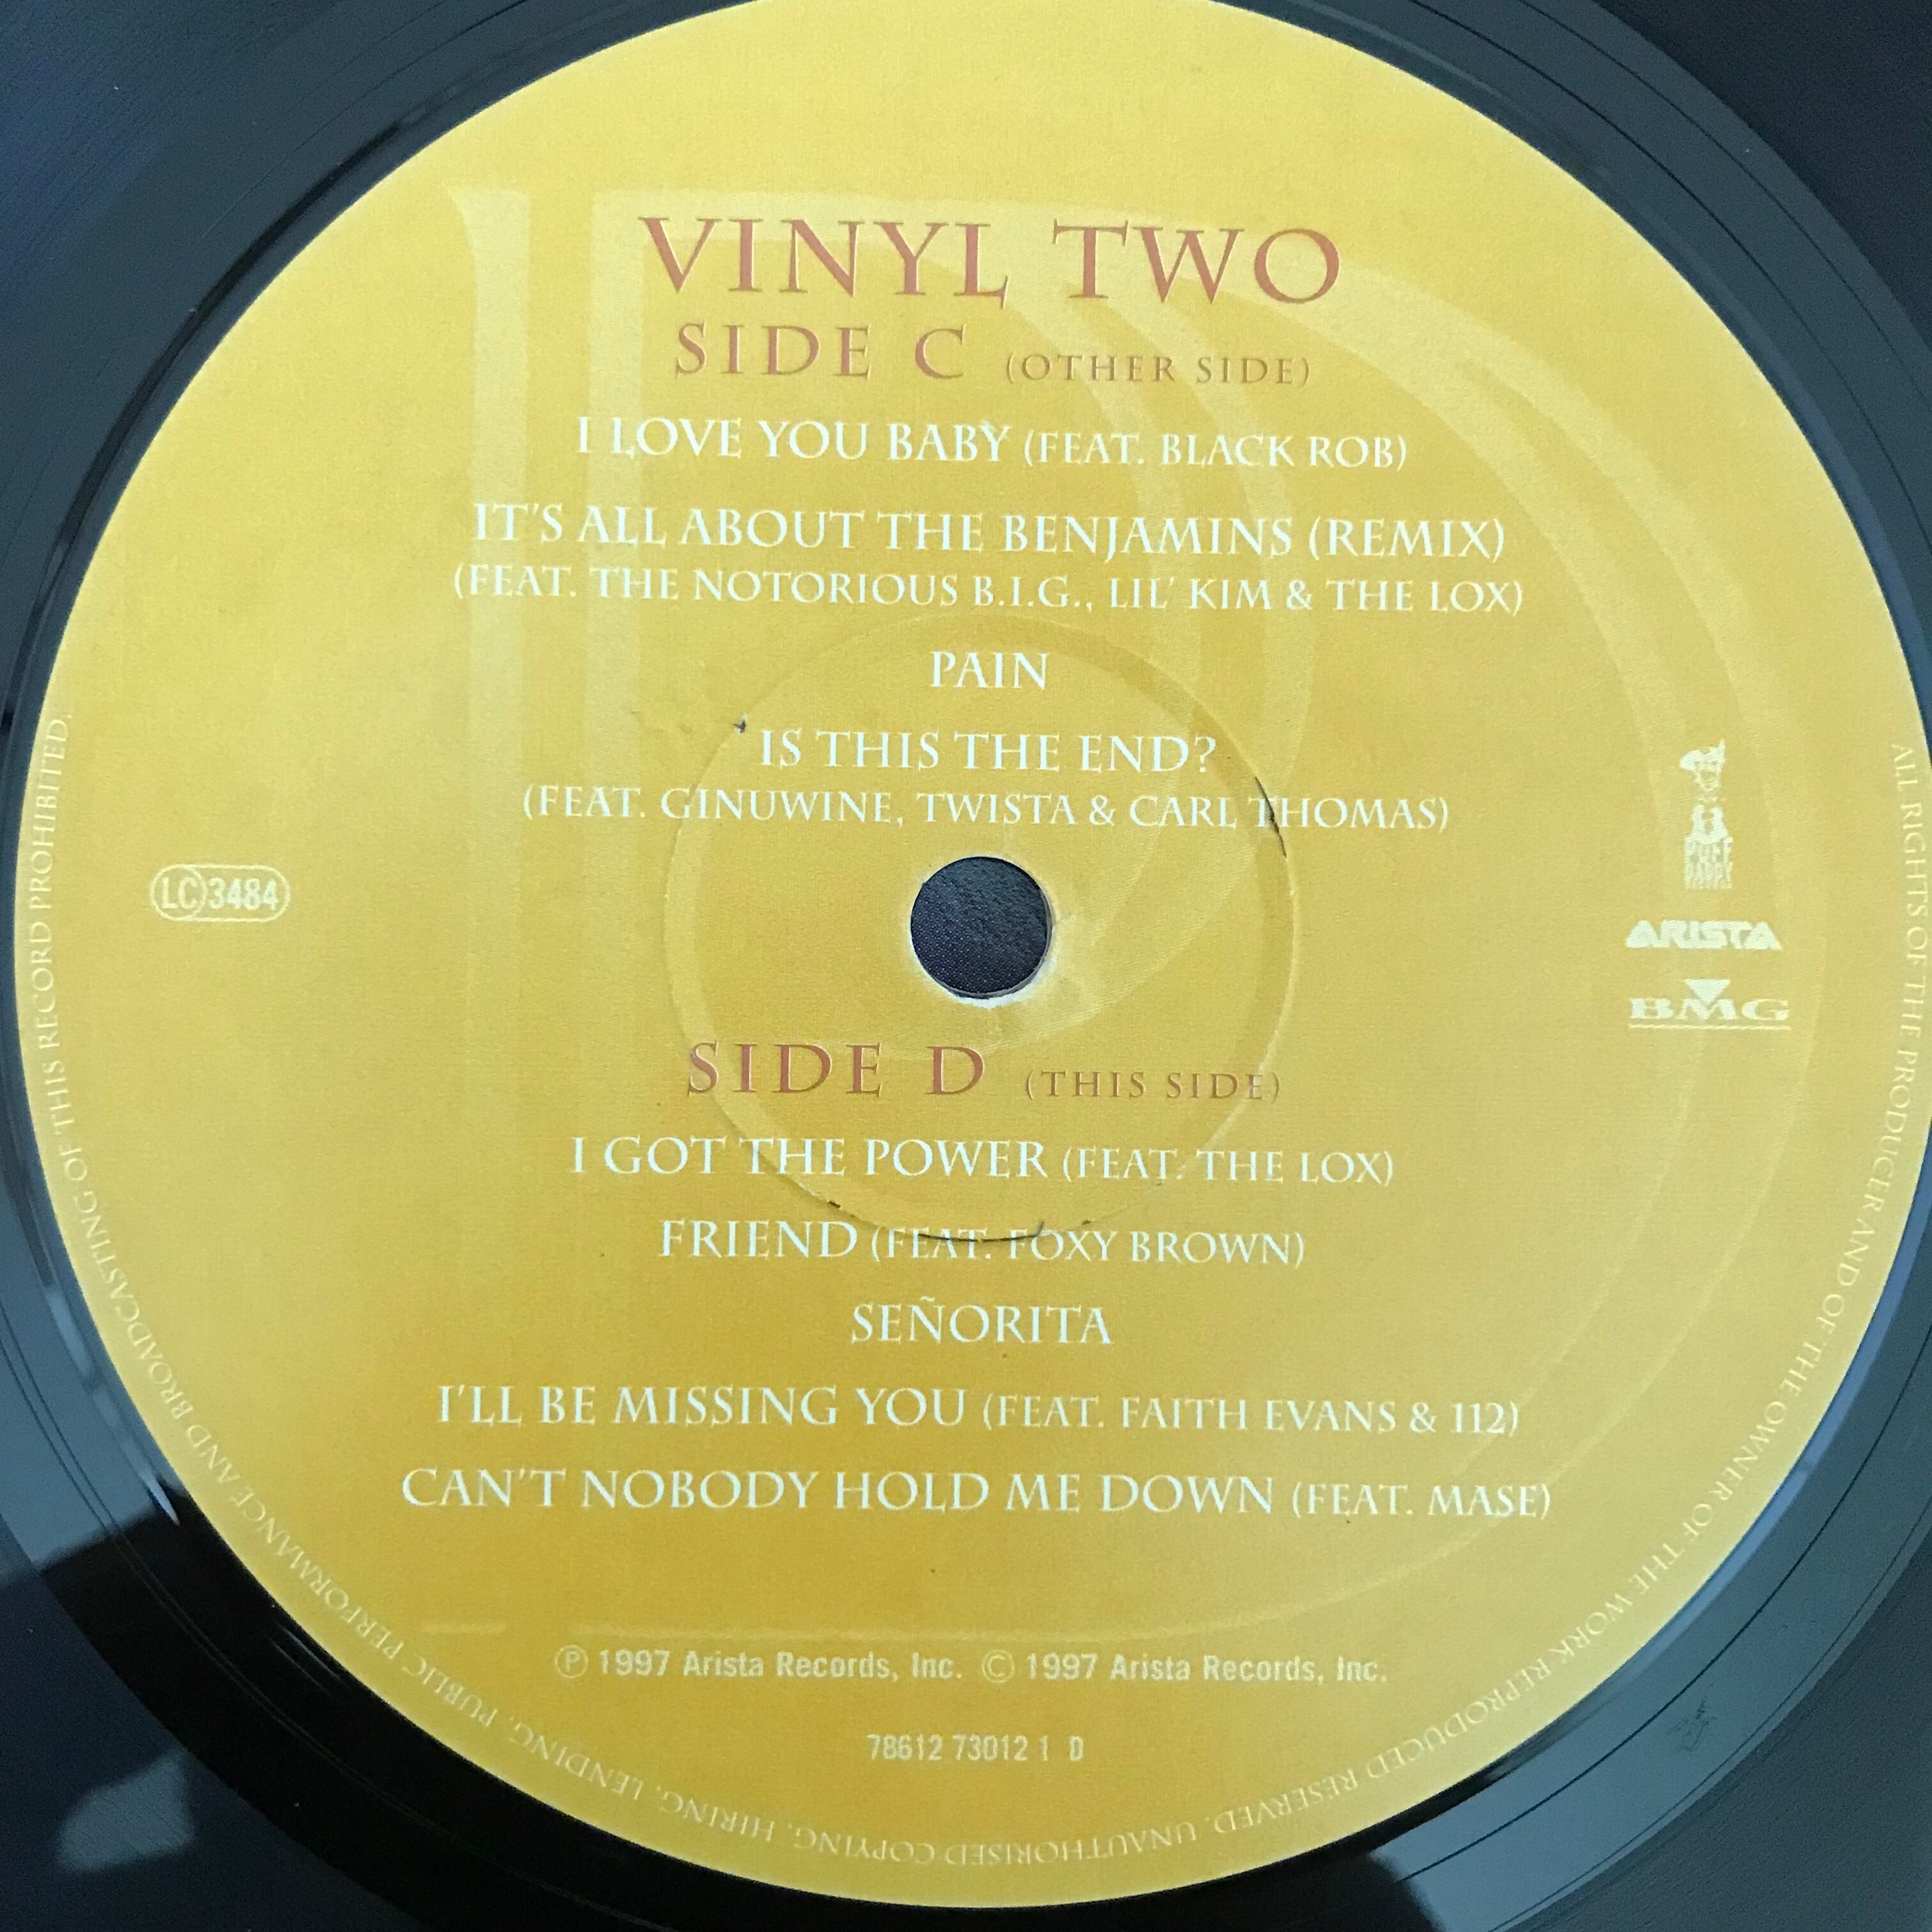 VINYL TWO
SIDE C (OTHER SIDE)
I LOVE YOU BABY (FEAT. BLACK ROB)
IT'S ALL ABOUT THE BENJAMINS (REMIX)
(FEAT. THE NOTORIOUS B.I.G., LIL' KIM & THE LOX)
PAIN
IS THIS THE END?
(FEAT. GINUWINE, TWISTA & CARL THOMAS)
LC 3484
PUFF
DADDY
RECORDS
ARISTA
BMG
SIDE D (THIS SIDE)
I GOT THE POWER (FEAT. THE LOX)
FRIEND (FEAT. FOXY BROWN)
SEÑORITA
I'LL BE MISSING YOU (FEAT. FAITH EVANS & 112)
CAN'T NOBODY HOLD ME DOWN (FEAT. MASE)
Ⓟ 1997 Arista Records, Inc. © 1997 Arista Records, Inc.
78612 73012 1 D
ALL RIGHTS OF THE PRODUCER AND OF THE OWNER OF THE WORK REPRODUCED RESERVED. UNAUTHORISED COPYING, HIRING, LENDING, PUBLIC PERFORMANCE AND BROADCASTING OF THIS RECORD PROHIBITED.